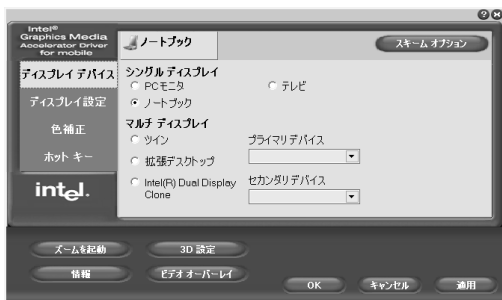 Intel®
Graphics Media
Accelerator Driver
for mobile
ノートブック
スキーム オプション
ディスプレイ デバイス
ディスプレイ設定
色補正
ホット キー
シングル ディスプレイ
PCモニタ
テレビ
ノートブック
マルチ ディスプレイ
ツイン
プライマリ デバイス
拡張デスクトップ
Intel(R) Dual Display
Clone
セカンダリ デバイス
intel.
ズームを起動
3D 設定
情報
ビデオ オーバーレイ
OK
キャンセル
適用